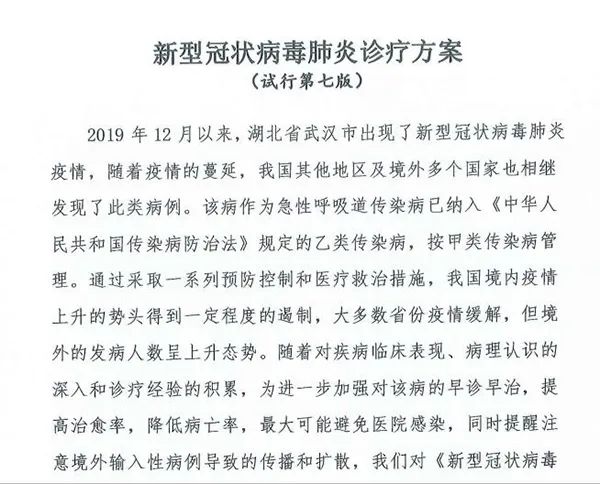 新型冠状病毒肺炎诊疗方案
（试行第七版）
2019 年 12 月以来，湖北省武汉市出现了新型冠状病毒肺炎
疫情，随着疫情的蔓延，我国其他地区及境外多个国家也相继
发现了此类病例。该病作为急性呼吸道传染病已纳入《中华人
民共和国传染病防治法》规定的乙类传染病，按甲类传染病管
理。通过采取一系列预防控制和医疗救治措施，我国境内疫情
上升的势头得到一定程度的遏制，大多数省份疫情缓解，但境
外的发病人数呈上升态势。随着对疾病临床表现、病理认识的
深入和诊疗经验的积累，为进一步加强对该病的早诊早治，提
高治愈率，降低病亡率，最大可能避免医院感染，同时提醒注
意境外输入性病例导致的传播和扩散，我们对《新型冠状病毒